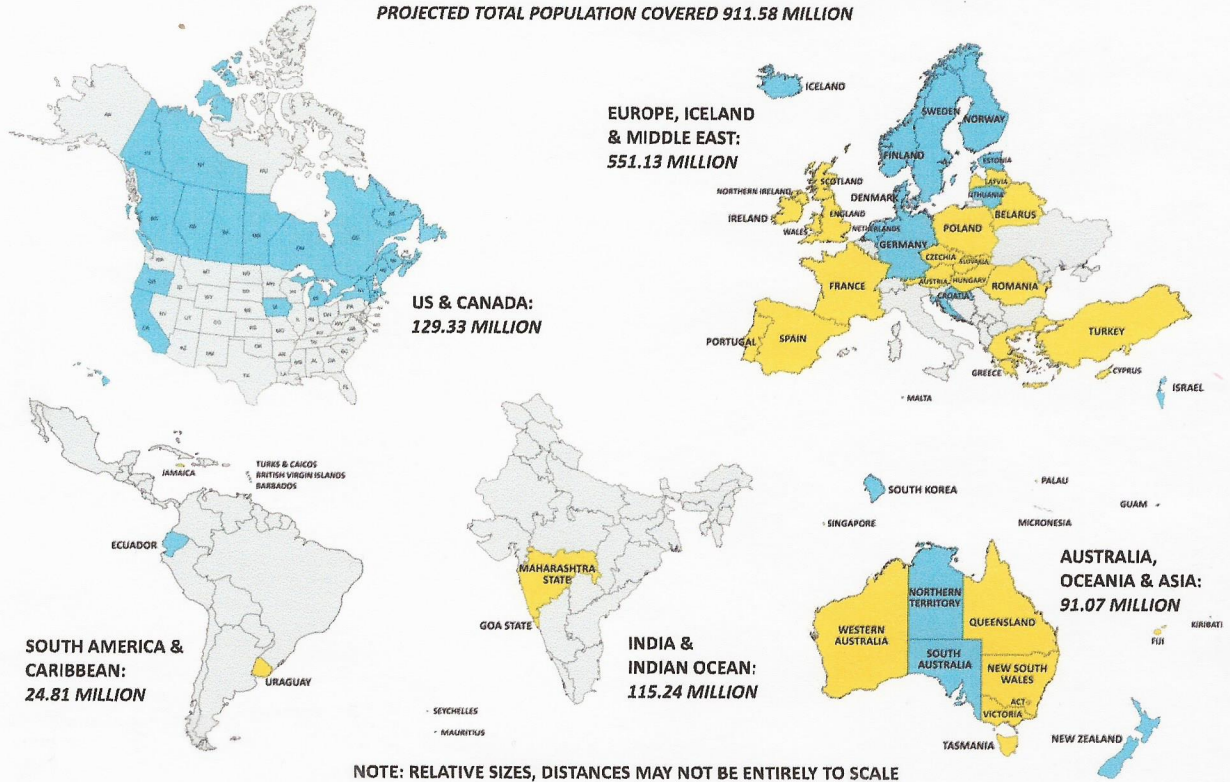 PROJECTED TOTAL POPULATION COVERED 911.58 MILLION
ICELAND
EUROPE, ICELAND
& MIDDLE EAST:
551.13 MILLION
SWEDEN
NORWAY
FINLAND
ESTONIA
LATVIA
LITHUANIA
NORTHERN IRELAND
SCOTLAND
DENMARK
IRELAND
ENGLAND
WALES
NETHERLANDS
BELARUS
POLAND
GERMANY
CZECHIA
SLOVAKIA
FRANCE
AUSTRIA
HUNGARY
ROMANIA
CROATIA
PORTUGAL
SPAIN
TURKEY
GREECE
CYPRUS
MALTA
ISRAEL
US & CANADA:
129.33 MILLION
JAMAICA
TURKS & CAICOS
BRITISH VIRGIN ISLANDS
BARBADOS
ECUADOR
SOUTH AMERICA &
CARIBBEAN:
24.81 MILLION
URAGUAY
MAHARASHTRA
STATE
GOA STATE
INDIA &
INDIAN OCEAN:
115.24 MILLION
SEYCHELLES
MAURITIUS
SOUTH KOREA
PALAU
GUAM
SINGAPORE
MICRONESIA
AUSTRALIA,
OCEANIA & ASIA:
91.07 MILLION
KIRIBATI
FIJI
NORTHERN
TERRITORY
QUEENSLAND
WESTERN
AUSTRALIA
SOUTH
AUSTRALIA
NEW SOUTH
WALES
ACT
VICTORIA
TASMANIA
NEW ZEALAND
NOTE: RELATIVE SIZES, DISTANCES MAY NOT BE ENTIRELY TO SCALE